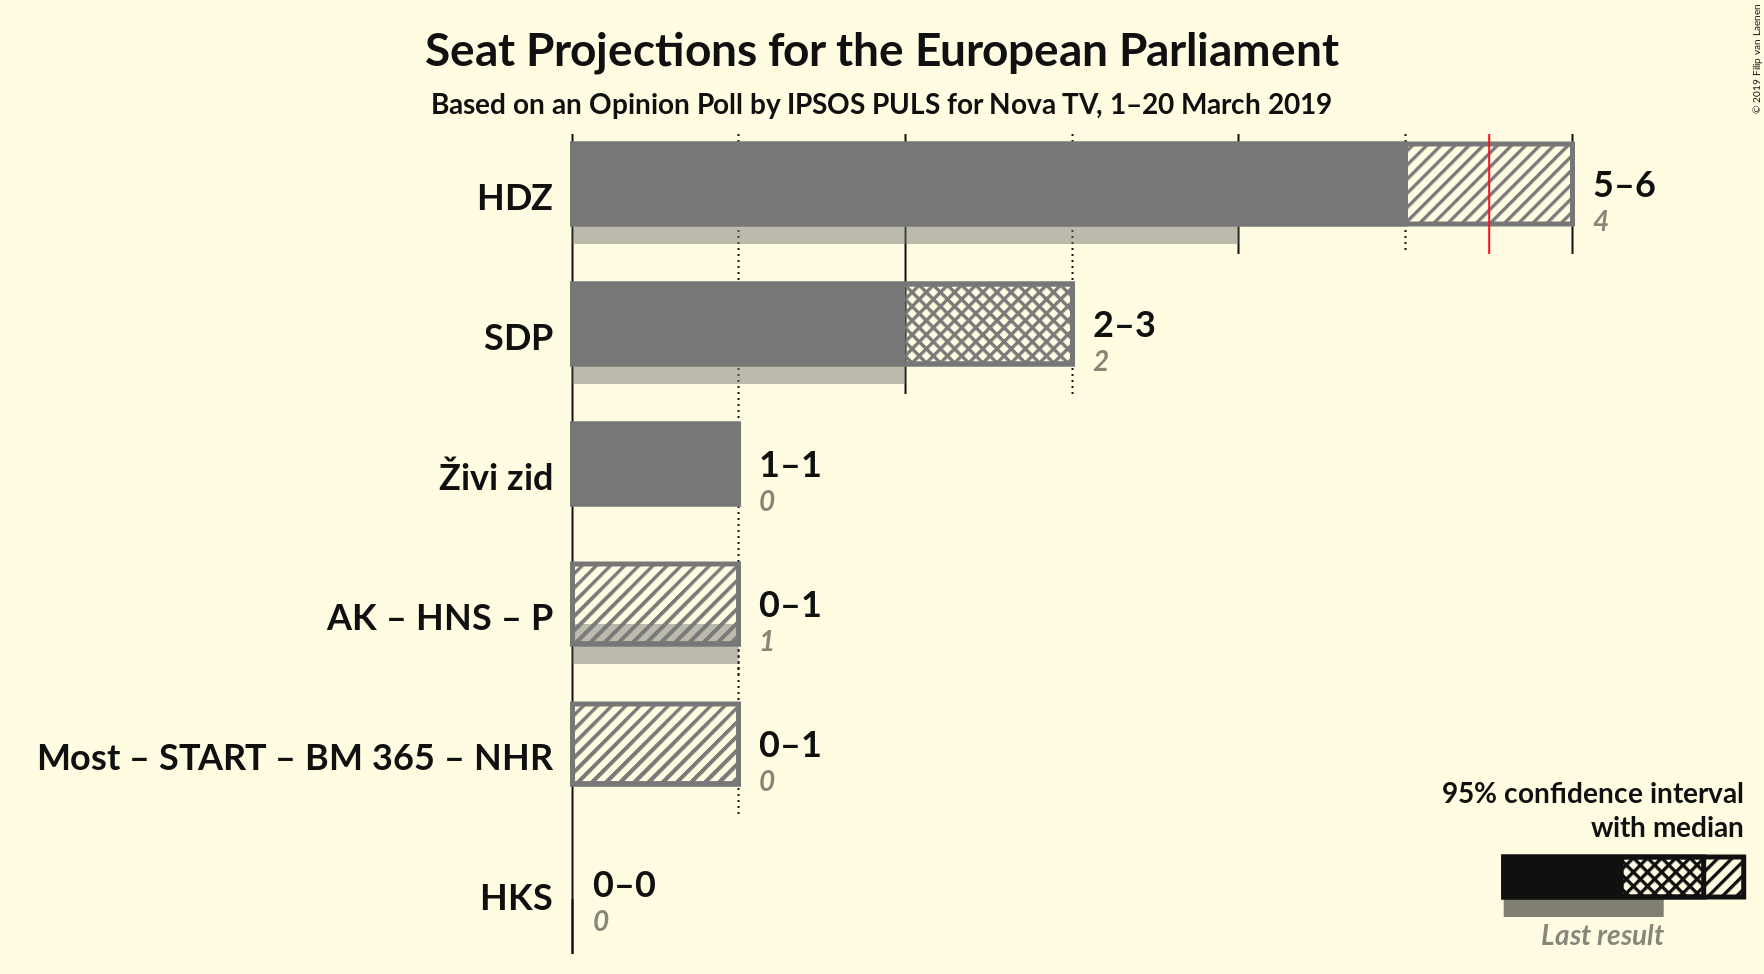 Seat Projections for the European Parliament
Based on an Opinion Poll by IPSOS PULS for Nova TV, 1–20 March 2019
© 2019 Filip van Laenen
HDZ
5–6
4
SDP
2–3
2
Živi zid
1–1
0
AK – HNS – P
0–1
1
Most – START – BM 365 – NHR
0–1
0
HKS
0–0
0
95% confidence interval
with median
Last result